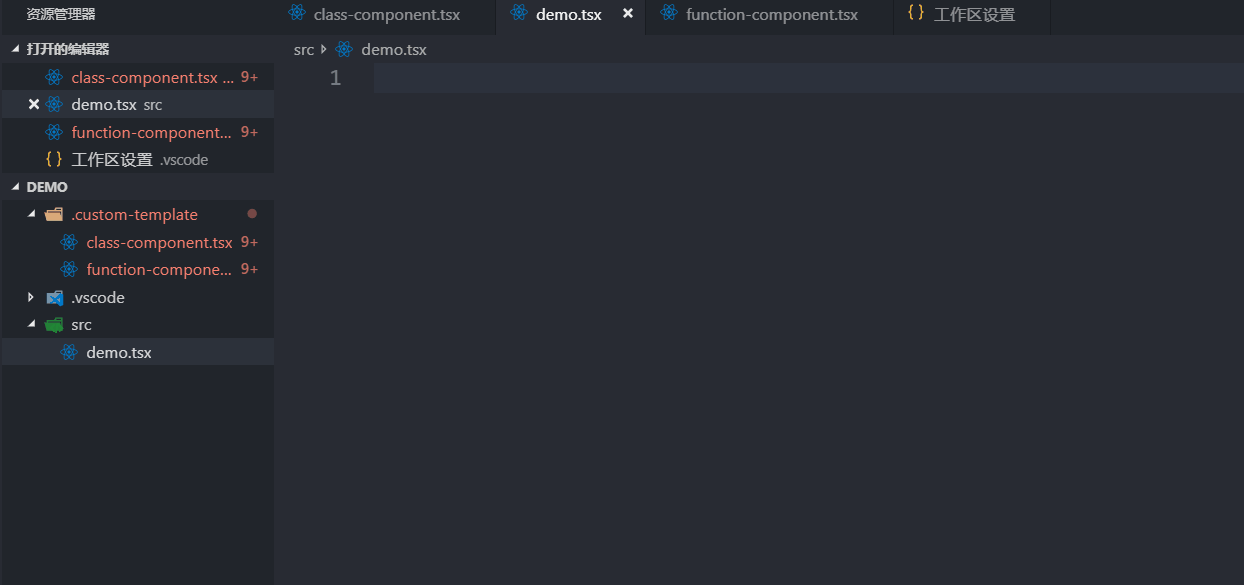 资源管理器
class-component.tsx
demo.tsx
function-component.tsx
{} 工作区设置
打开的编辑器
class-component.tsx ... 9+
demo.tsx src
function-component... 9+
{} 工作区设置 .vscode
DEMO
.custom-template
class-component.tsx 9+
function-compone... 9+
.vscode
src
demo.tsx
src demo.tsx
1